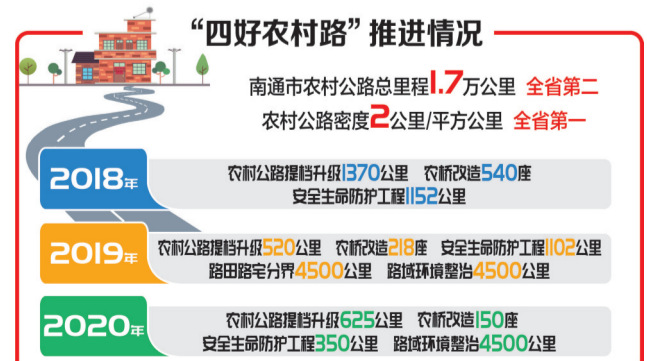 “四好农村路”推进情况
南通市农村公路总里程1.7万公里 全省第二
农村公路密度2公里/平方公里 全省第一
2018年
农村公路提档升级1370公里 农桥改造540座
安全生命防护工程1152公里
2019年
农村公路提档升级520公里 农桥改造218座 安全生命防护工程1102公里
路田路宅分界4500公里 路域环境整治4500公里
2020年
农村公路提档升级625公里 农桥改造150座
安全生命防护工程350公里 路域环境整治4500公里